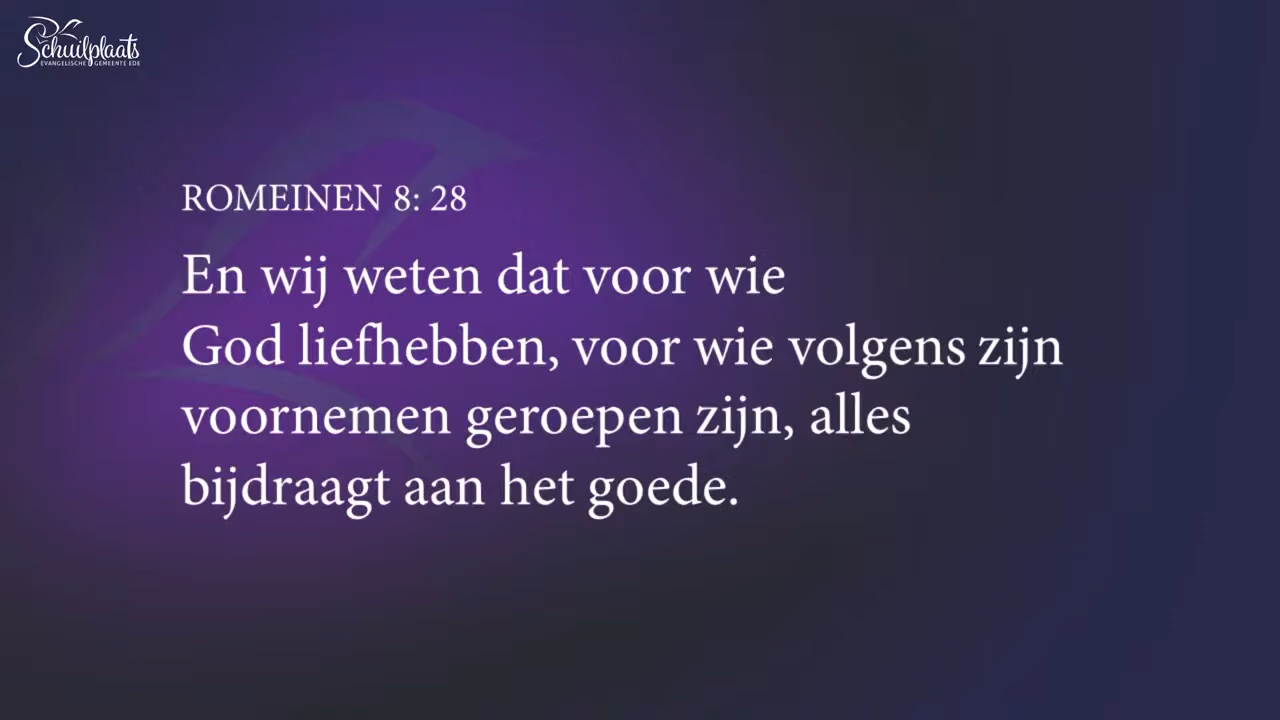 Schuilplaats
EVANGELISCHE GEMEENTE EDE
ROMEINEN 8: 28
En wij weten dat voor wie
God liefhebben, voor wie volgens zijn
voornemen geroepen zijn, alles
bijdraagt aan het goede.